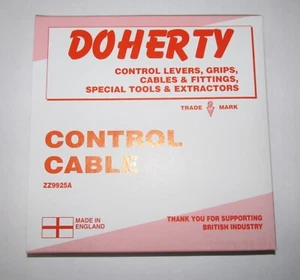 DOHERTY
CONTROL LEVERS, GRIPS,
CABLES & FITTINGS,
SPECIAL TOOLS & EXTRACTORS
TRADE MARK
CONTROL
CABLE
ZZ9925A
MADE IN
ENGLAND
THANK YOU FOR SUPPORTING
BRITISH INDUSTRY